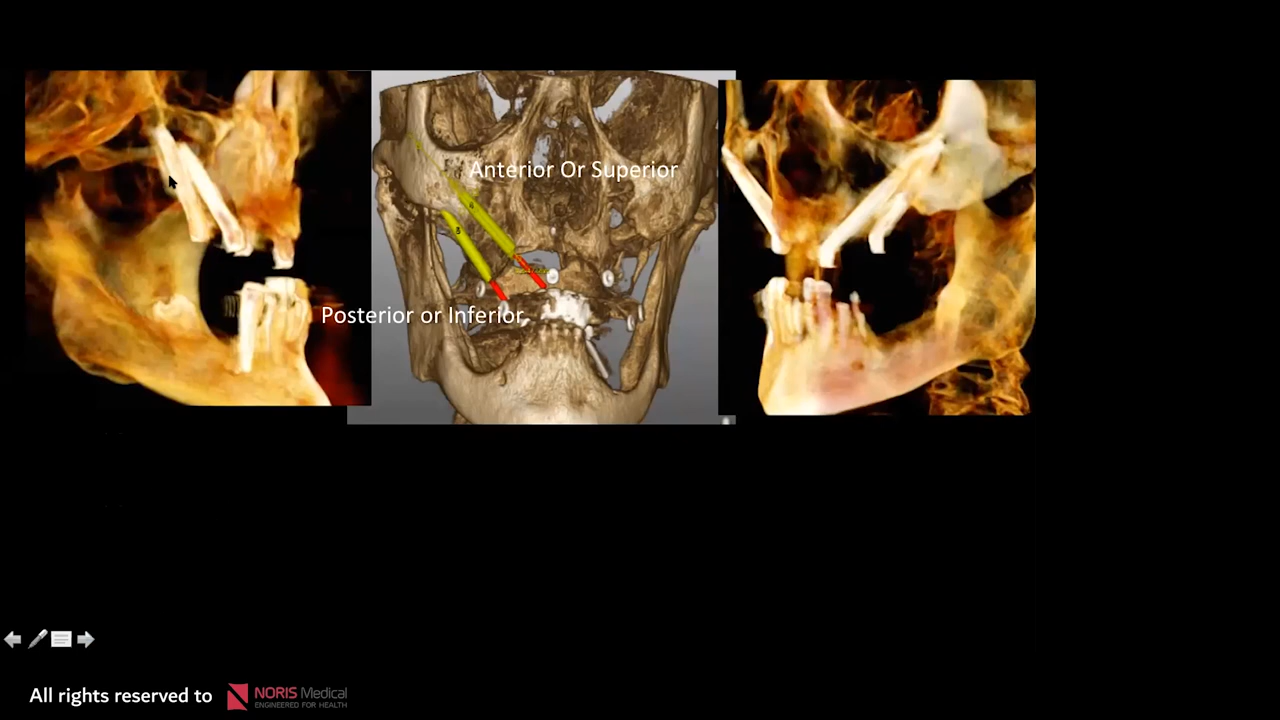 Anterior Or Superior
Posterior or Inferior
All rights reserved to
NORIS Medical
ENGINEERED FOR HEALTH